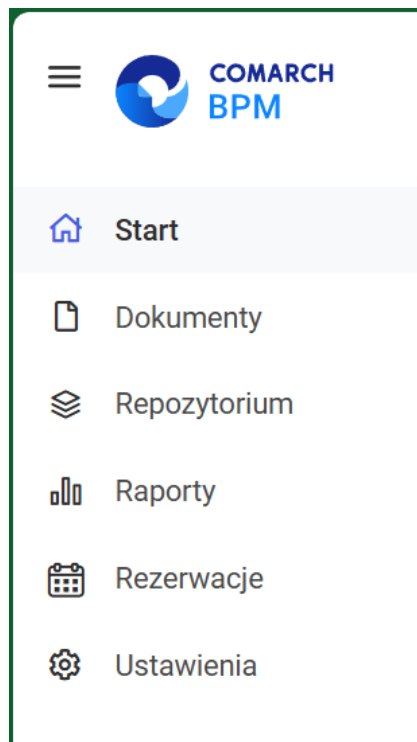 COMARCH
BPM
Start
Dokumenty
Repozytorium
Raporty
Rezerwacje
Ustawienia